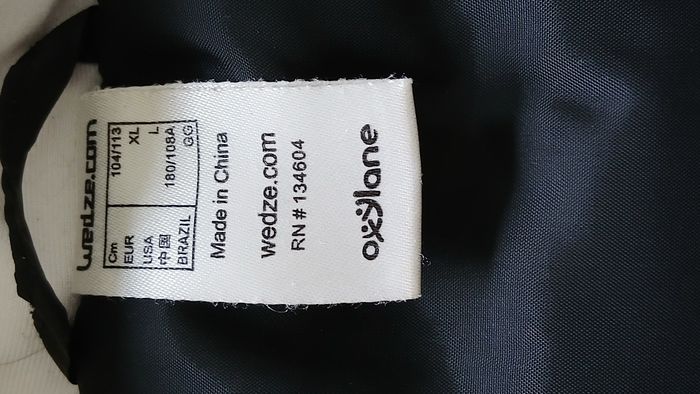 wedze.com
Cm 104/113
EUR XL
USA L
中国 180/108A
BRAZIL GG
Made in China
wedze.com
RN # 134604
oxylane